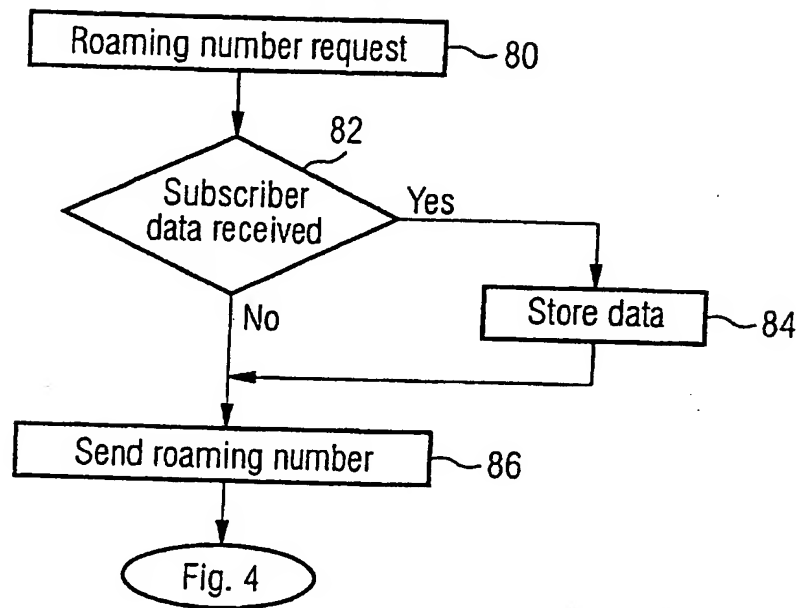 Roaming number request
80
82
Subscriber
data received
Yes
No
Store data
84
Send roaming number
86
Fig. 4